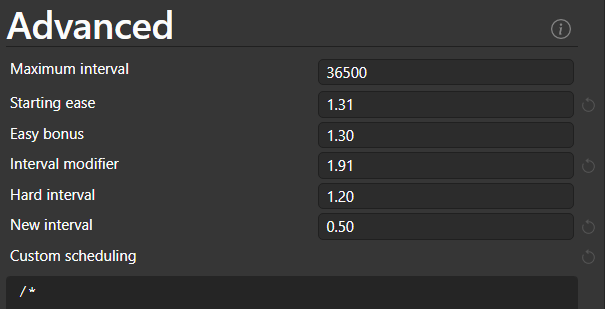 Advanced
Maximum interval 36500
Starting ease 1.31
Easy bonus 1.30
Interval modifier 1.91
Hard interval 1.20
New interval 0.50
Custom scheduling
/*